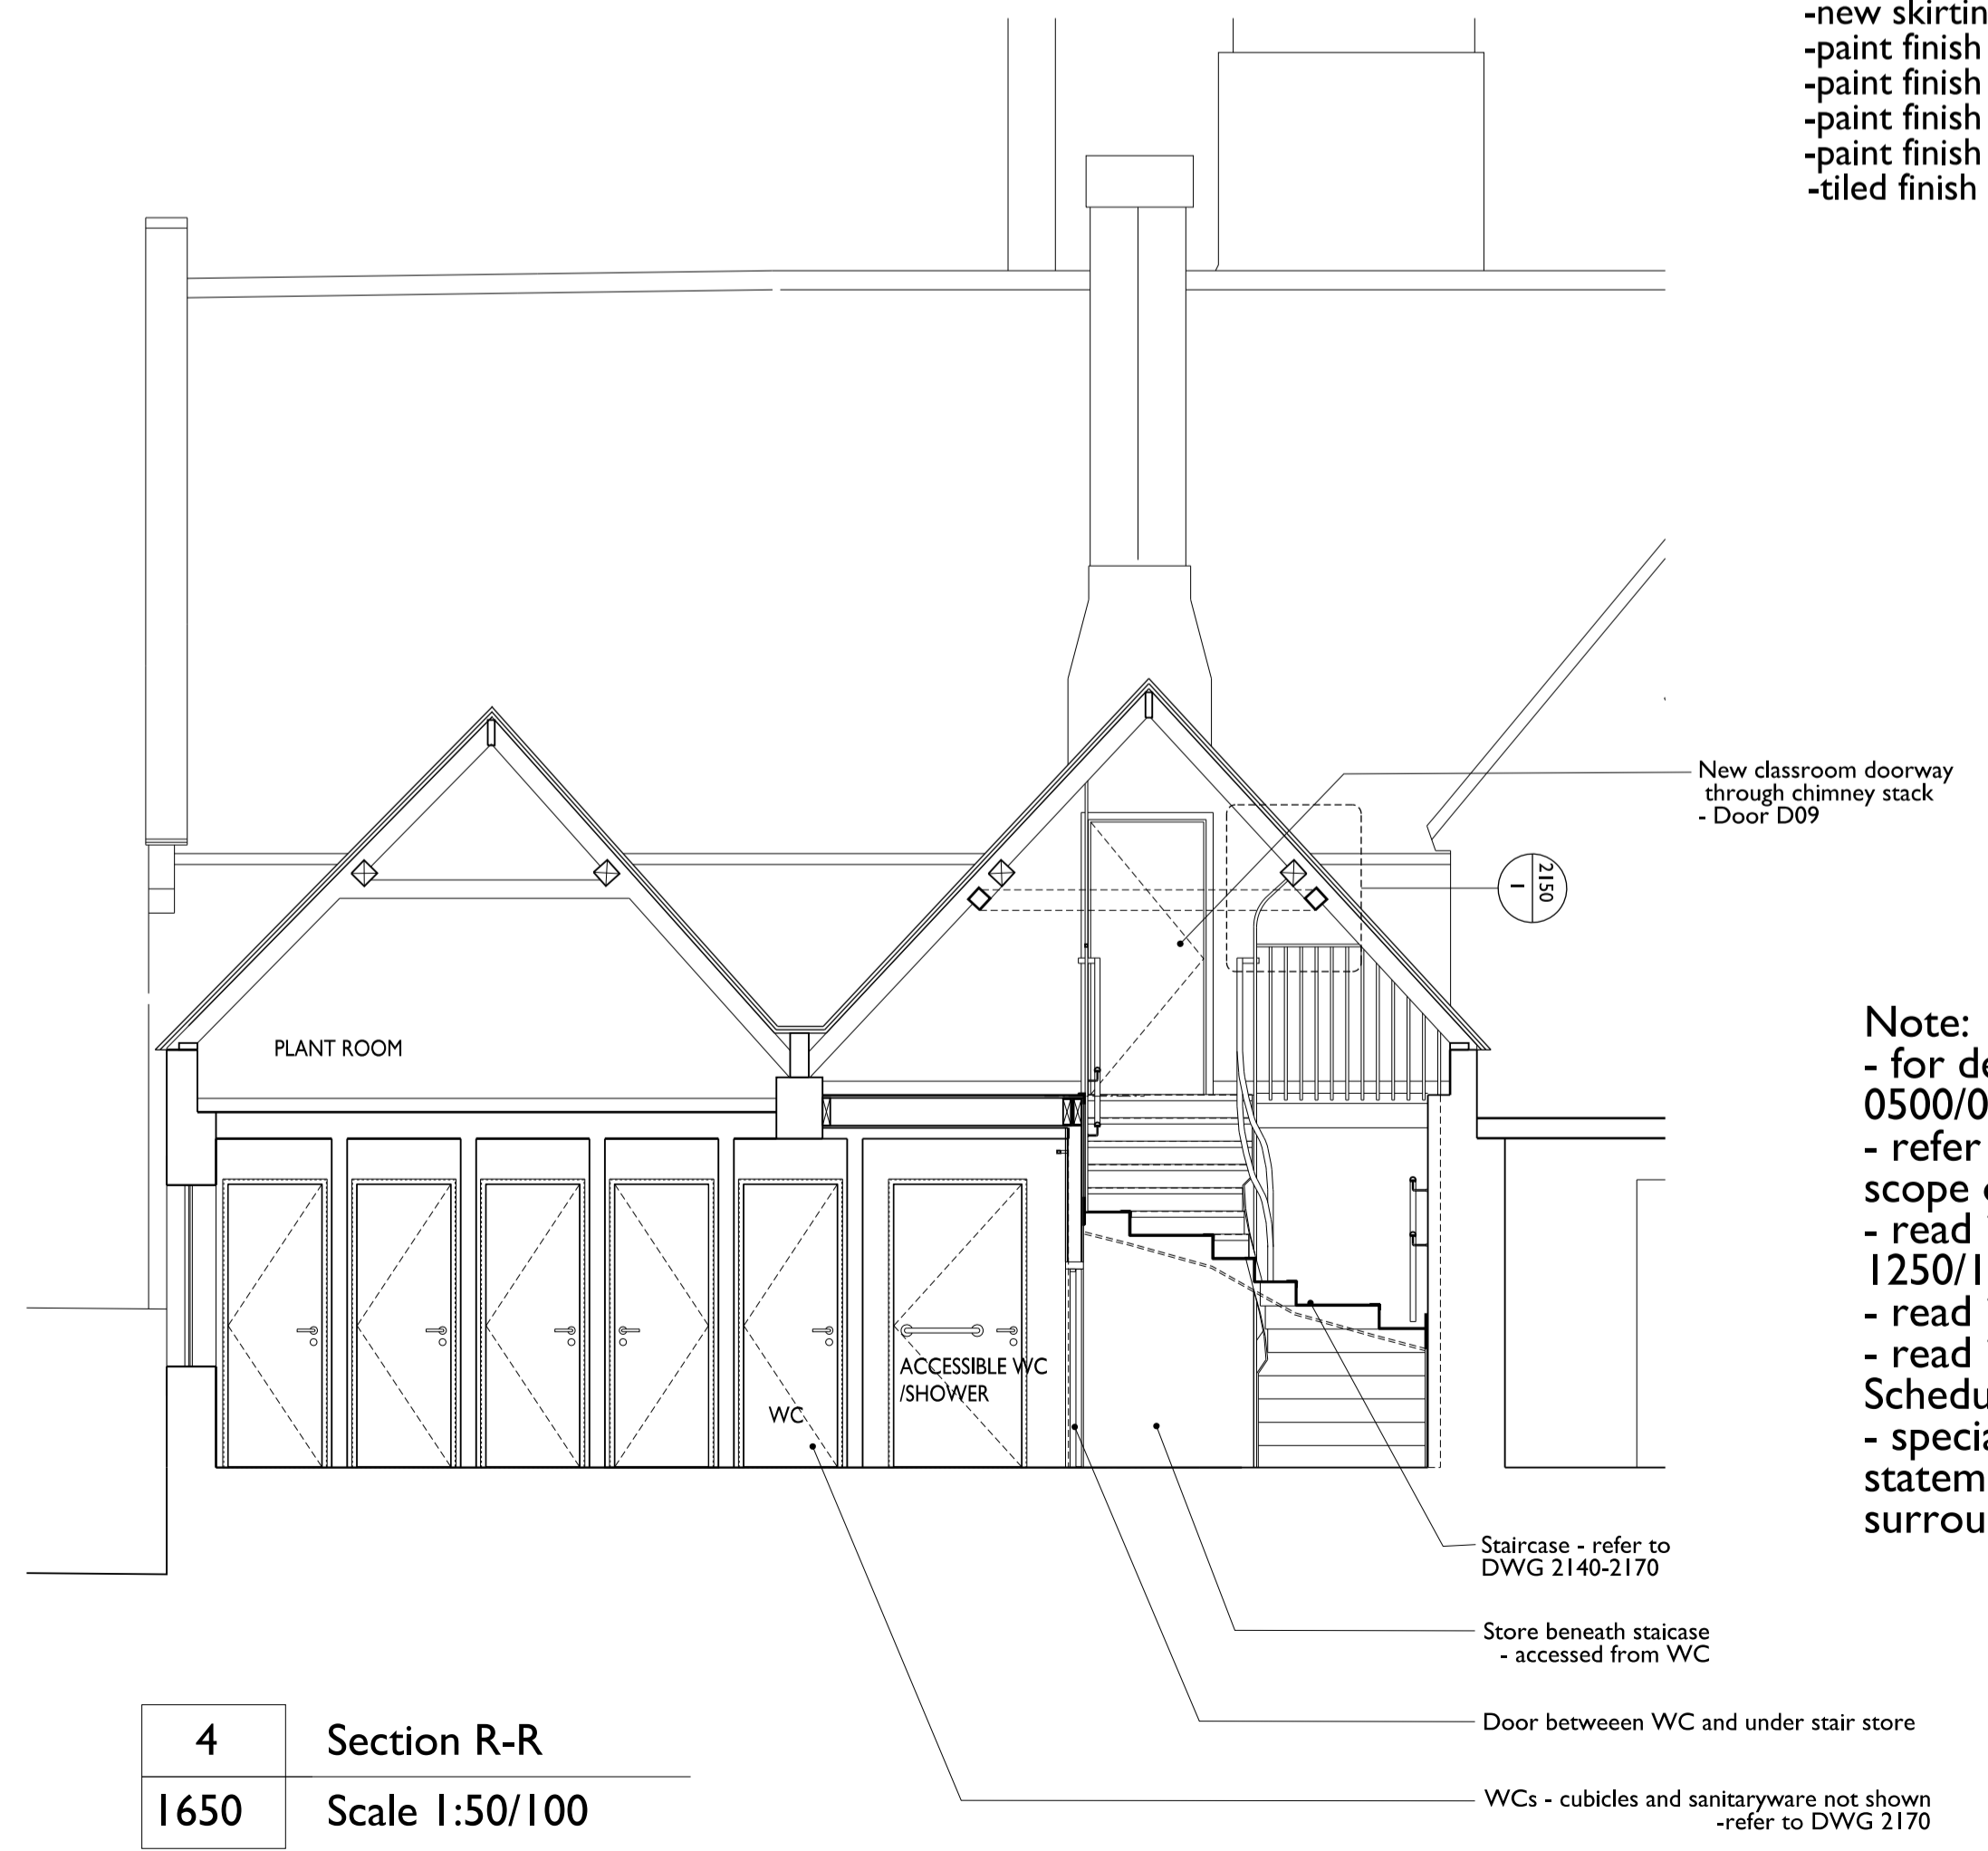 -new skirtin
-paint finish
-paint finish
-paint finish
-paint finish
-tiled finish
New classroom doorway
through chimney stack
- Door D09
2150
1
PLANT ROOM
Note:
- for de
0500/0
- refer
scope
- read
1250/1
- read
- read
Schedu
- specia
statem
surrou
ACCESSIBLE WC
/SHOWER
WC
Staircase - refer to
DWG 2140-2170
Store beneath staicase
- accessed from WC
Door betweeen WC and under stair store
WCs - cubicles and sanitaryware not shown
-refer to DWG 2170
4
Section R-R
1650
Scale 1:50/100